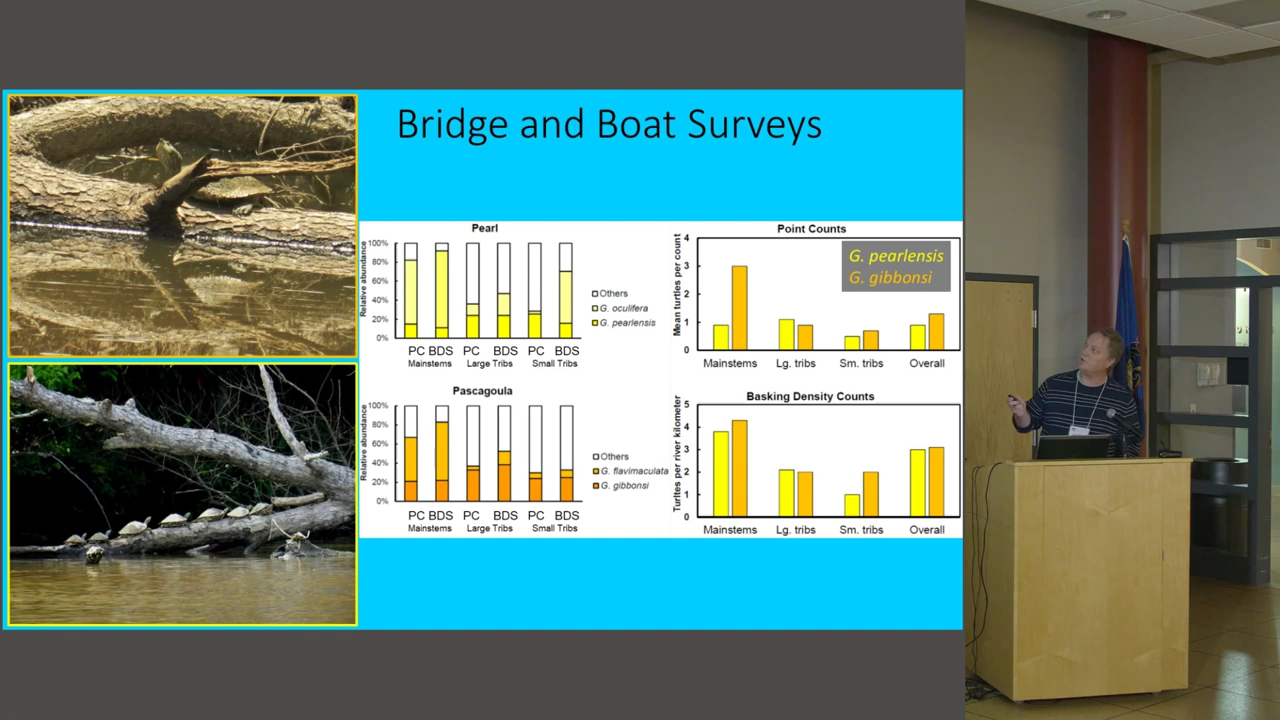 Bridge and Boat Surveys
Pearl
Relative abundance
100%
80%
60%
40%
20%
0%
PC BDS PC BDS PC BDS
Mainstems Large Tribs Small Tribs
Others
G. oculifera
G. pearlensis
Pascagoula
Relative abundance
100%
80%
60%
40%
20%
0%
PC BDS PC BDS PC BDS
Mainstems Large Tribs Small Tribs
Others
G. flavimaculata
G. gibbonsi
Point Counts
Mean turtles per count
4
3
2
1
0
G. pearlensis
G. gibbonsi
Mainstems Lg. tribs Sm. tribs Overall
Basking Density Counts
Turtles per river kilometer
5
4
3
2
1
0
Mainstems Lg. tribs Sm. tribs Overall